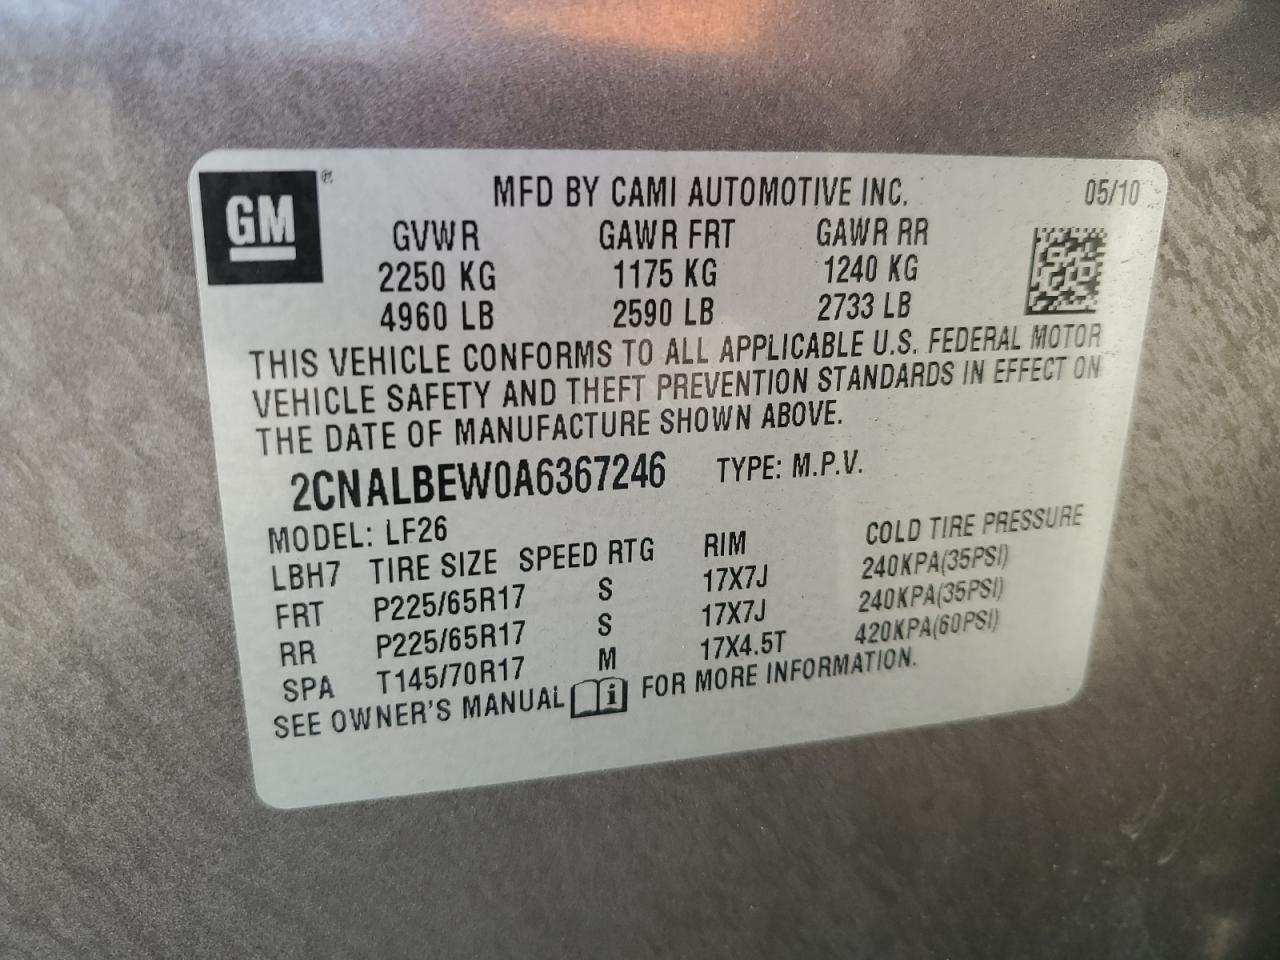 GM ® MFD BY CAMI AUTOMOTIVE INC. 05/10
GVWR GAWR FRT GAWR RR
2250 KG 1175 KG 1240 KG
4960 LB 2590 LB 2733 LB
THIS VEHICLE CONFORMS TO ALL APPLICABLE U.S. FEDERAL MOTOR
VEHICLE SAFETY AND THEFT PREVENTION STANDARDS IN EFFECT ON
THE DATE OF MANUFACTURE SHOWN ABOVE.
2CNALBEW0A6367246 TYPE: M.P.V.
MODEL: LF26
LBH7 TIRE SIZE SPEED RTG RIM COLD TIRE PRESSURE
FRT P225/65R17 S 17X7J 240KPA(35PSI)
RR P225/65R17 S 17X7J 240KPA(35PSI)
SPA T145/70R17 M 17X4.5T 420KPA(60PSI)
SEE OWNER'S MANUAL i FOR MORE INFORMATION.